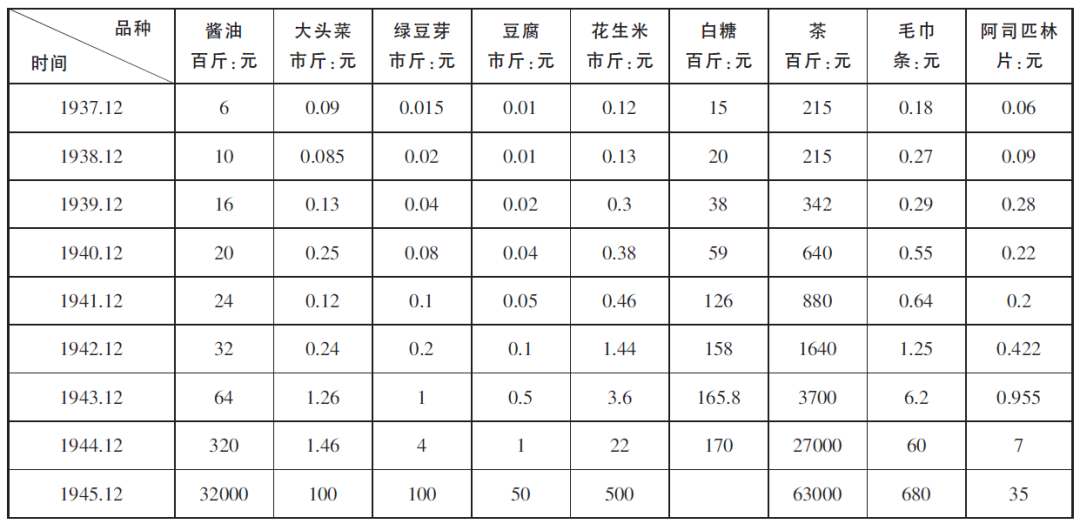 品种 酱油 大头菜 绿豆芽 豆腐 花生米 白糖 茶 毛巾 阿司匹林
时间 百斤:元 市斤:元 市斤:元 市斤:元 市斤:元 百斤:元 百斤:元 条:元 片:元
1937.12 6 0.09 0.015 0.01 0.12 15 215 0.18 0.06
1938.12 10 0.085 0.02 0.01 0.13 20 215 0.27 0.09
1939.12 16 0.13 0.04 0.02 0.3 38 342 0.29 0.28
1940.12 20 0.25 0.08 0.04 0.38 59 640 0.55 0.22
1941.12 24 0.12 0.1 0.05 0.46 126 880 0.64 0.2
1942.12 32 0.24 0.2 0.1 1.44 158 1640 1.25 0.422
1943.12 64 1.26 1 0.5 3.6 165.8 3700 6.2 0.955
1944.12 320 1.46 4 1 22 170 27000 60 7
1945.12 32000 100 100 50 500 63000 680 35